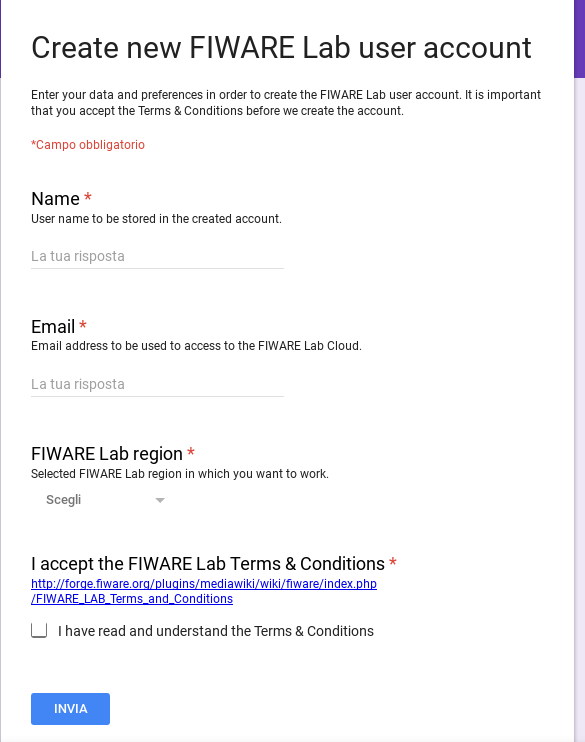 Create new FIWARE Lab user account
Enter your data and preferences in order to create the FIWARE Lab user account. It is important
that you accept the Terms & Conditions before we create the account.
*Campo obbligatorio
Name *
User name to be stored in the created account.
La tua risposta
Email *
Email address to be used to access to the FIWARE Lab Cloud.
La tua risposta
FIWARE Lab region *
Selected FIWARE Lab region in which you want to work.
Scegli
I accept the FIWARE Lab Terms & Conditions *
http://forge.fiware.org/plugins/mediawiki/wiki/fiware/index.php
/FIWARE_LAB_Terms_and_Conditions
I have read and understand the Terms & Conditions
INVIA